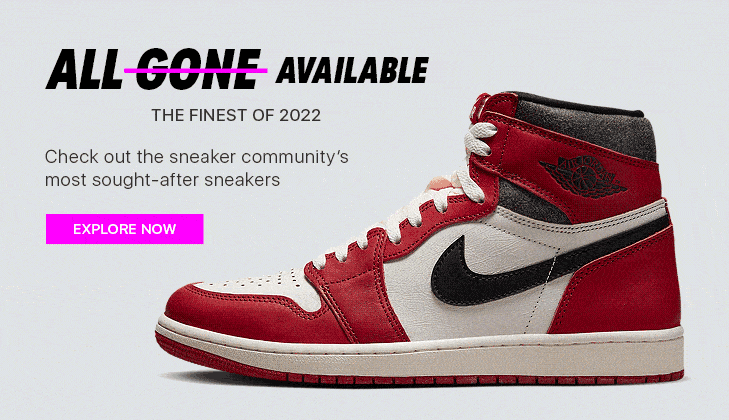 ALL GONE AVAILABLE
THE FINEST OF 2022
Check out the sneaker community’s
most sought-after sneakers
EXPLORE NOW